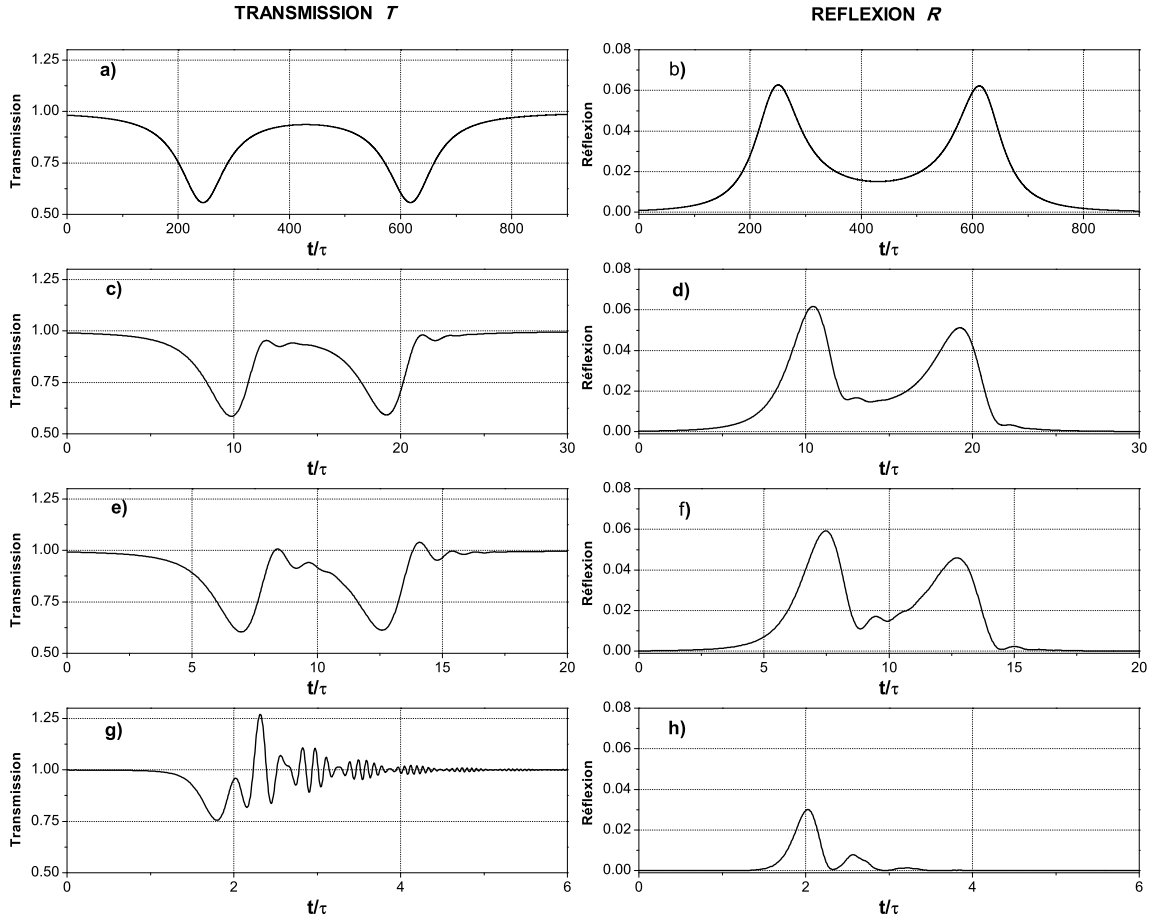 TRANSMISSION T
REFLEXION R
a)
Transmission
1.25
1.00
0.75
0.50
0 200 400 600 800
t/τ
b)
Réflexion
0.08
0.06
0.04
0.02
0.00
0 200 400 600 800
t/τ
c)
Transmission
1.25
1.00
0.75
0.50
0 10 20 30
t/τ
d)
Réflexion
0.08
0.06
0.04
0.02
0.00
0 10 20 30
t/τ
e)
Transmission
1.25
1.00
0.75
0.50
0 5 10 15 20
t/τ
f)
Réflexion
0.08
0.06
0.04
0.02
0.00
0 5 10 15 20
t/τ
g)
Transmission
1.25
1.00
0.75
0.50
0 2 4 6
t/τ
h)
Réflexion
0.08
0.06
0.04
0.02
0.00
0 2 4 6
t/τ